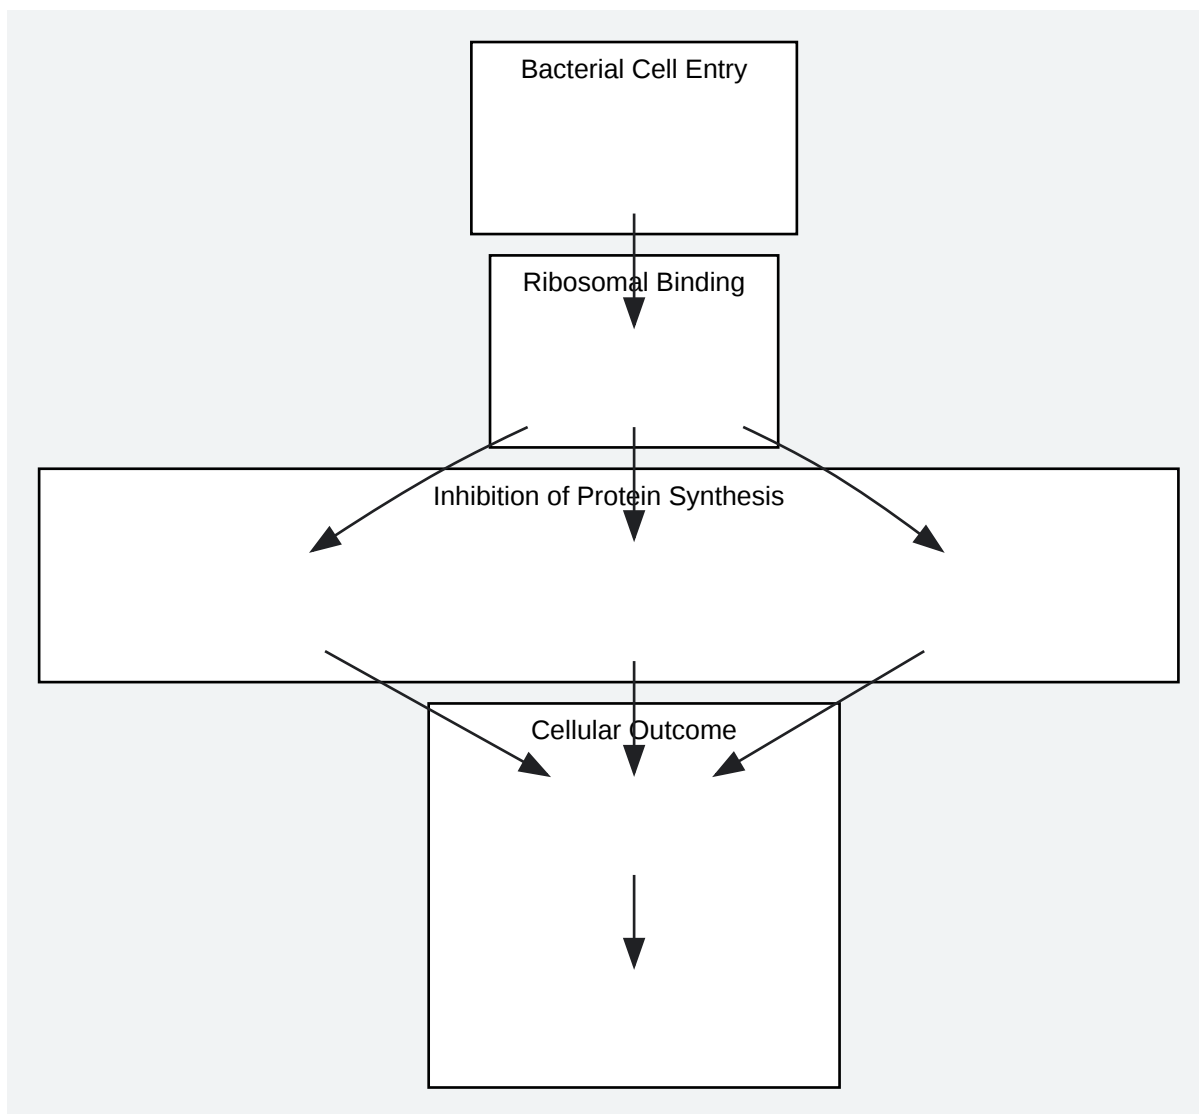 Bacterial Cell Entry
Ribosomal Binding
Inhibition of Protein Synthesis
Cellular Outcome